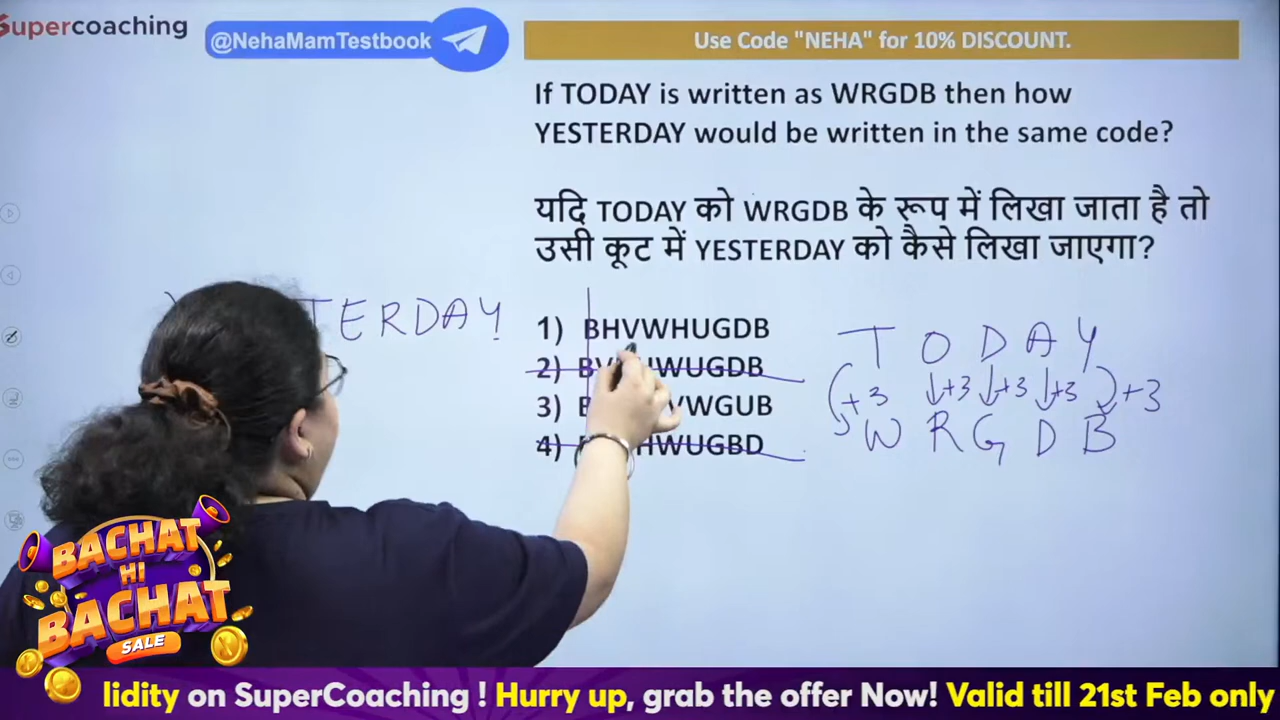 Supercoaching
@NehaMamTestbook
Use Code "NEHA" for 10% DISCOUNT.
If TODAY is written as WRGDB then how
YESTERDAY would be written in the same code?
यदि TODAY को WRGDB के रूप में लिखा जाता है तो
उसी कूट में YESTERDAY को कैसे लिखा जाएगा?
TERDAY
1) BHVWHUGDB
2) WUGDB
3) WGUB
4) HWUGBD
T O D A Y
+3 +3 +3 +3 +3
W R G D B
BACHAT
HI
BACHAT
SALE
lidity on SuperCoaching ! Hurry up, grab the offer Now! Valid till 21st Feb only